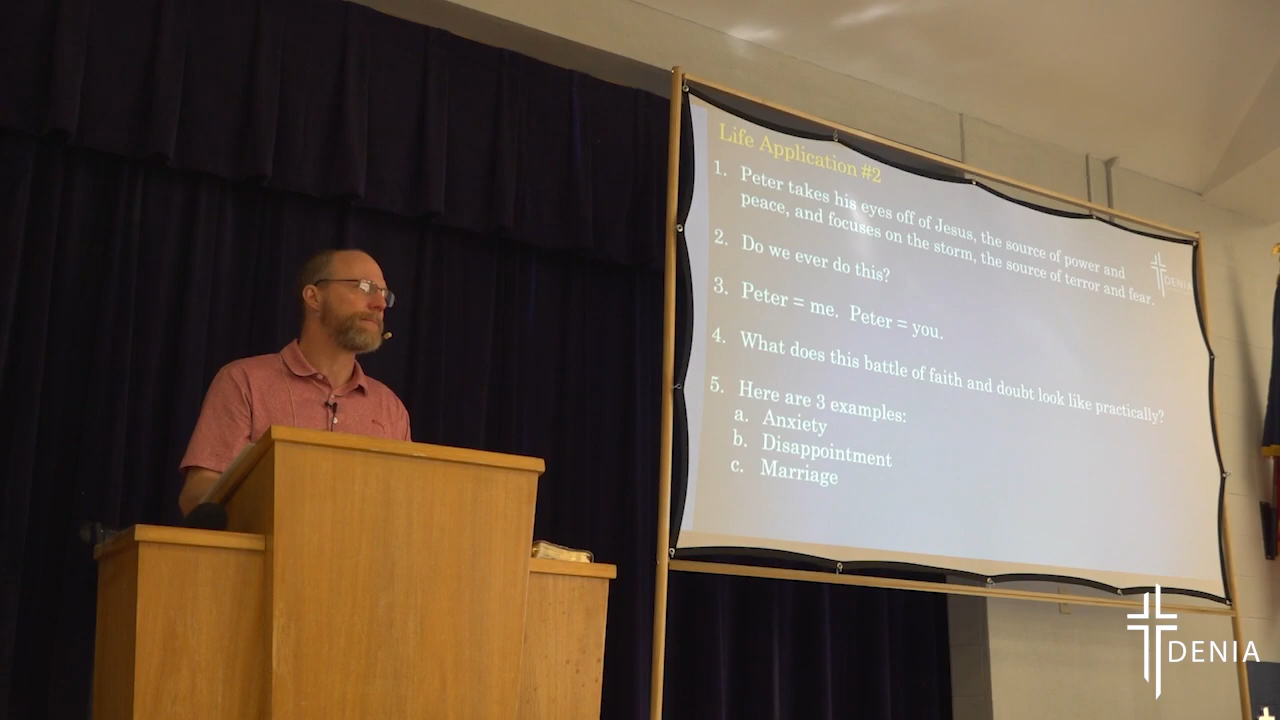 Life Application #2
1. Peter takes his eyes off of Jesus, the source of power and
peace, and focuses on the storm, the source of terror and fear.
2. Do we ever do this?
3. Peter = me. Peter = you.
4. What does this battle of faith and doubt look like practically?
5. Here are 3 examples:
a. Anxiety
b. Disappointment
c. Marriage
DENIA
DENIA